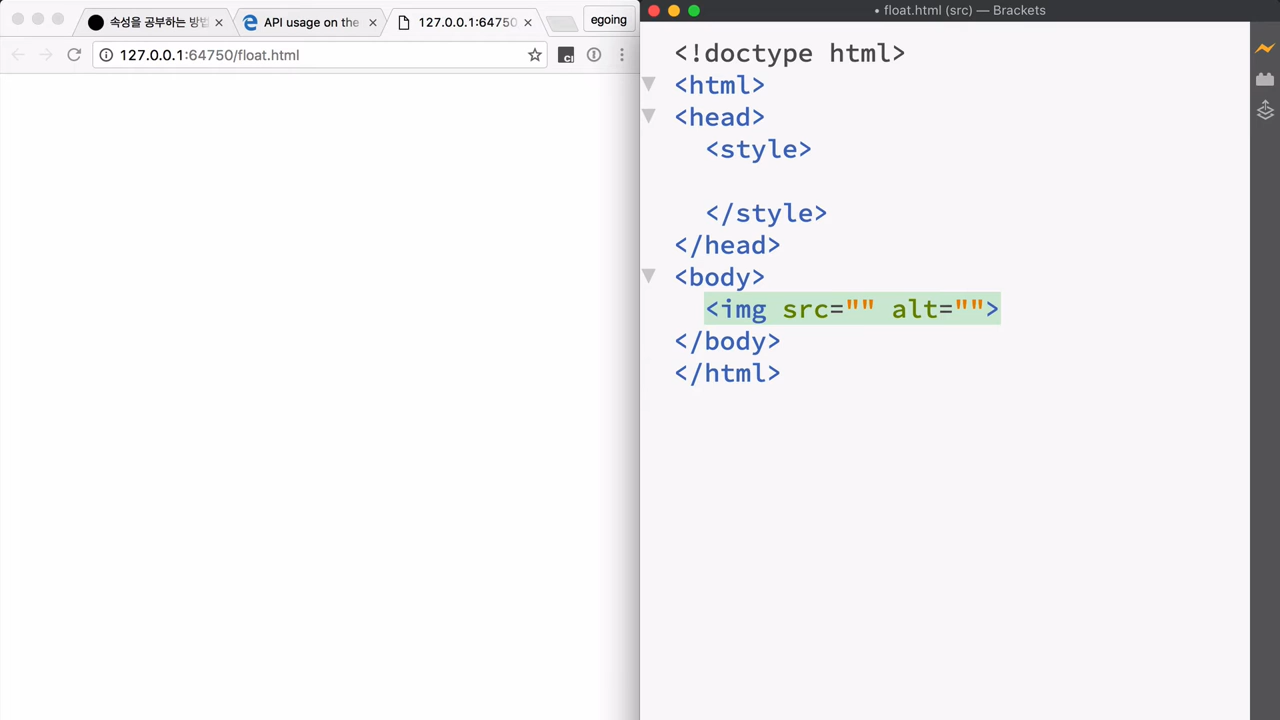 속성을 공부하는 방법
API usage on the
127.0.0.1:64750
egoing
127.0.0.1:64750/float.html
• float.html (src) — Brackets
<!doctype html>
<html>
<head>
<style>
</style>
</head>
<body>
<img src="" alt="">
</body>
</html>